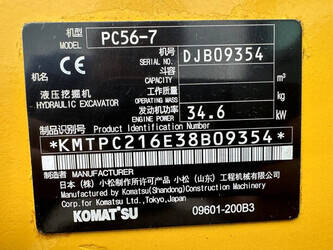 机型 MODEL PC56-7
机号 SERIAL NO. DJB09354
机名
CE
斗容 CAPACITY m³
液压挖掘机
HYDRAULIC EXCAVATOR
工作质量 OPERATING MASS kg
发动机功率 ENGINE POWER 34.6 kW
产品识别代码 PRODUCT IDENTIFICATION NUMBER
*KMTPC216E38B09354*
制造商 日本(株)小松制作所许可产品 小松(山东)工程机械有限公司
Manufactured by Komatsu(Shandong)Construction Machinery
Corp.for Komatsu Ltd.,Tokyo,Japan
KOMATSU
09601-200B3